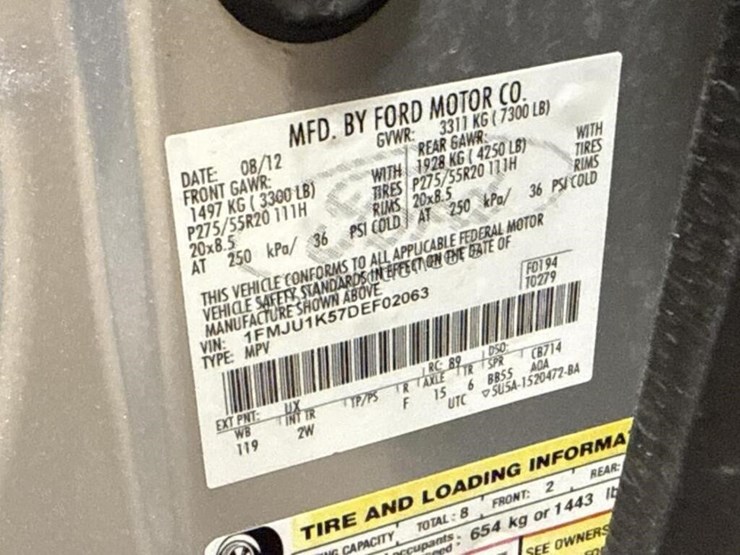 MFD. BY FORD MOTOR CO.
DATE: 08/12 GVWR: 3311 KG ( 7300 LB)
FRONT GAWR: WITH REAR GAWR: WITH
1497 KG ( 3300 LB) TIRES 1928 KG ( 4250 LB) TIRES
P275/55R20 111H RIMS P275/55R20 111H RIMS
20x8.5 PSI COLD 20x8.5 PSI COLD
AT 250 kPa/ 36 AT 250 kPa/ 36
THIS VEHICLE CONFORMS TO ALL APPLICABLE FEDERAL MOTOR
VEHICLE SAFETY STANDARDS IN EFFECT ON THE DATE OF
MANUFACTURE SHOWN ABOVE.
VIN: 1FMJU1K57DEF02063 FD194
TYPE: MPV T0279
EXT PNT: UX RC: 89 DSO:
WB INT TR TP/PS R AXLE TR SPR CB714
119 2W F 15 6 BB55 AOA
UTC 5U5A-1520472-BA
TIRE AND LOADING INFORMA
CAPACITY TOTAL: 8 FRONT: 2 REAR:
654 kg or 1443 lb
SEE OWNERS